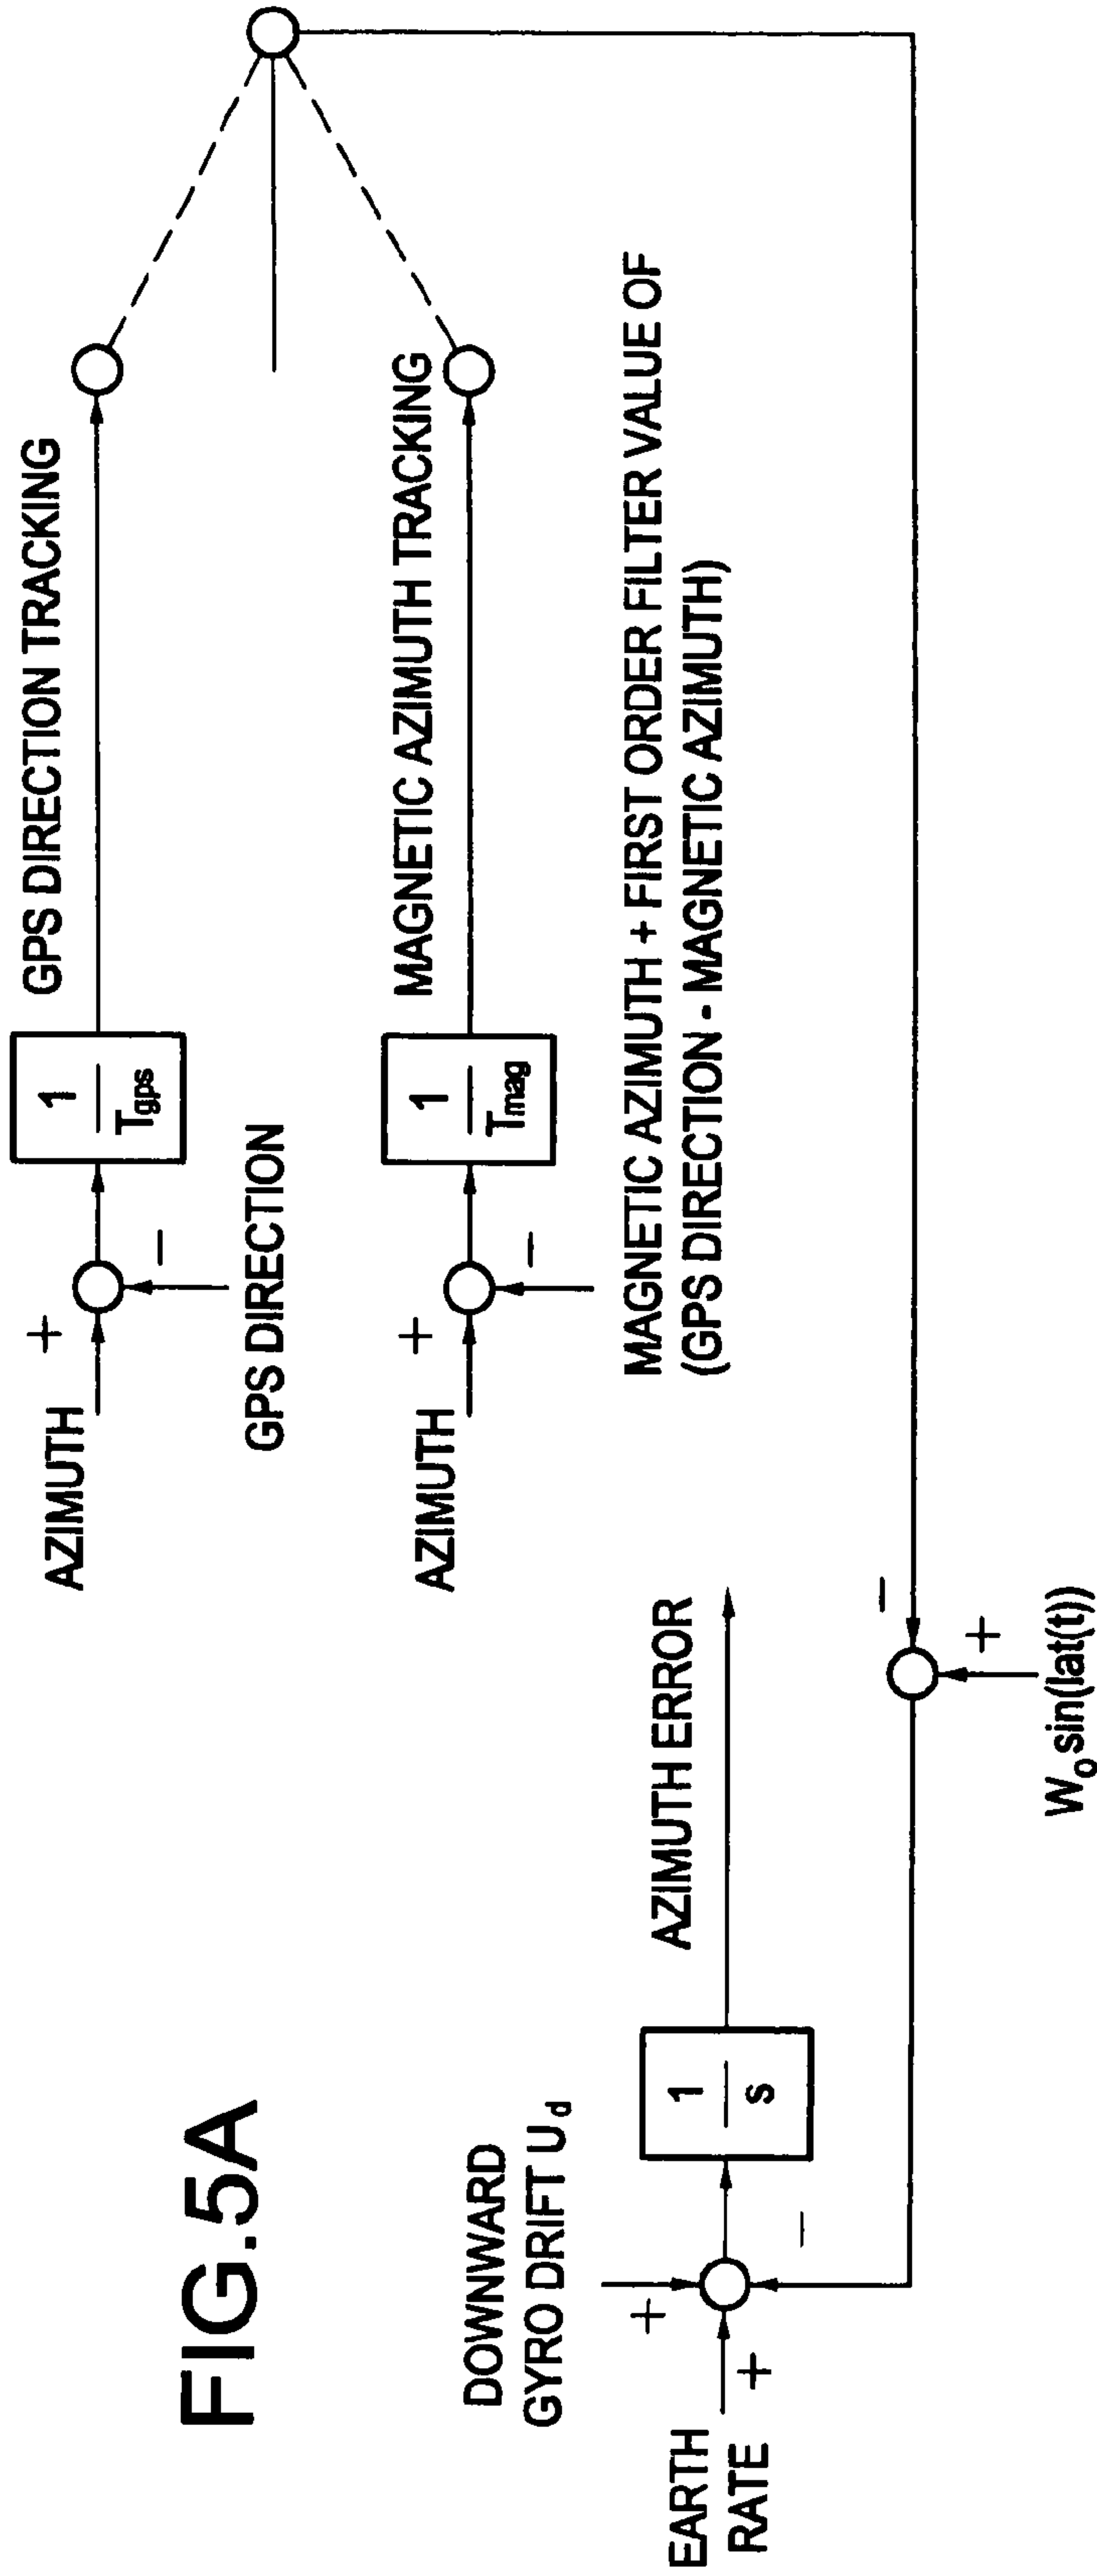 FIG.5A
AZIMUTH
+
−
GPS DIRECTION
1
Tgps
GPS DIRECTION TRACKING
AZIMUTH
+
−
1
Tmag
MAGNETIC AZIMUTH TRACKING
MAGNETIC AZIMUTH + FIRST ORDER FILTER VALUE OF
(GPS DIRECTION - MAGNETIC AZIMUTH)
DOWNWARD
GYRO DRIFT Ud
+
EARTH
RATE
+
−
1
s
AZIMUTH ERROR
−
+
Wo sin(lat(t))